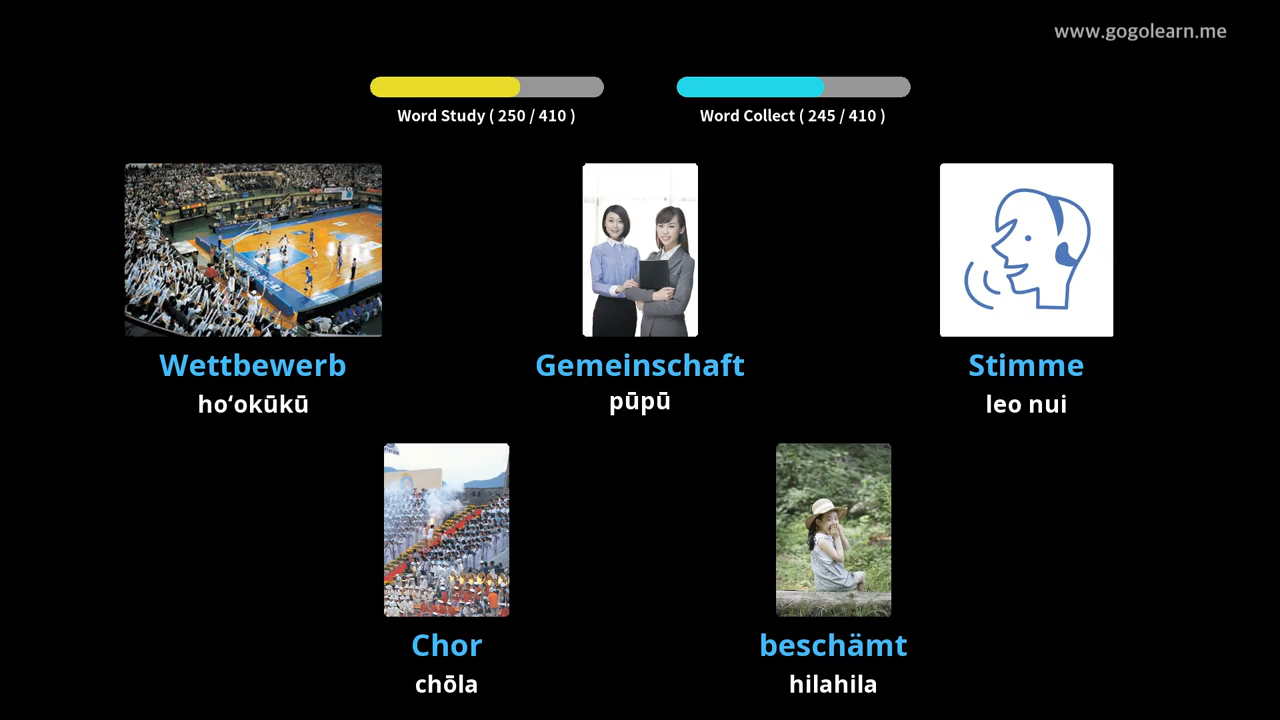 www.gogolearn.me
Word Study ( 250 / 410 )
Word Collect ( 245 / 410 )
Wettbewerb
hoʻokūkū
Gemeinschaft
pūpū
Stimme
leo nui
Chor
chōla
beschämt
hilahila